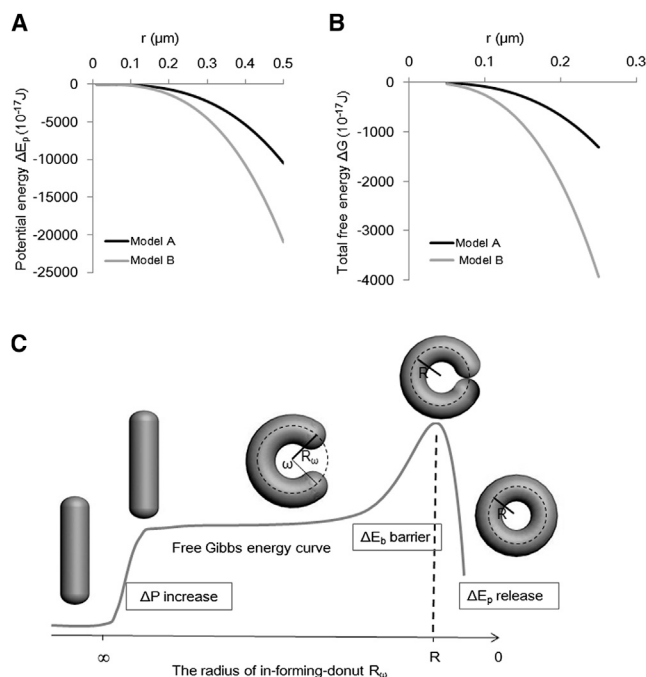 A
r (μm)
0 0.1 0.2 0.3 0.4 0.5
0
-5000
-10000
-15000
-20000
-25000
Potential energy ΔEp (10-17J)
Model A
Model B
B
r (μm)
0 0.1 0.2 0.3
0
-1000
-2000
-3000
-4000
Total free energy ΔG (10-17J)
Model A
Model B
C
R
ω Rω
R
Free Gibbs energy curve
ΔEb barrier
ΔP increase
ΔEp release
∞ R 0
The radius of in-forming-donut Rω